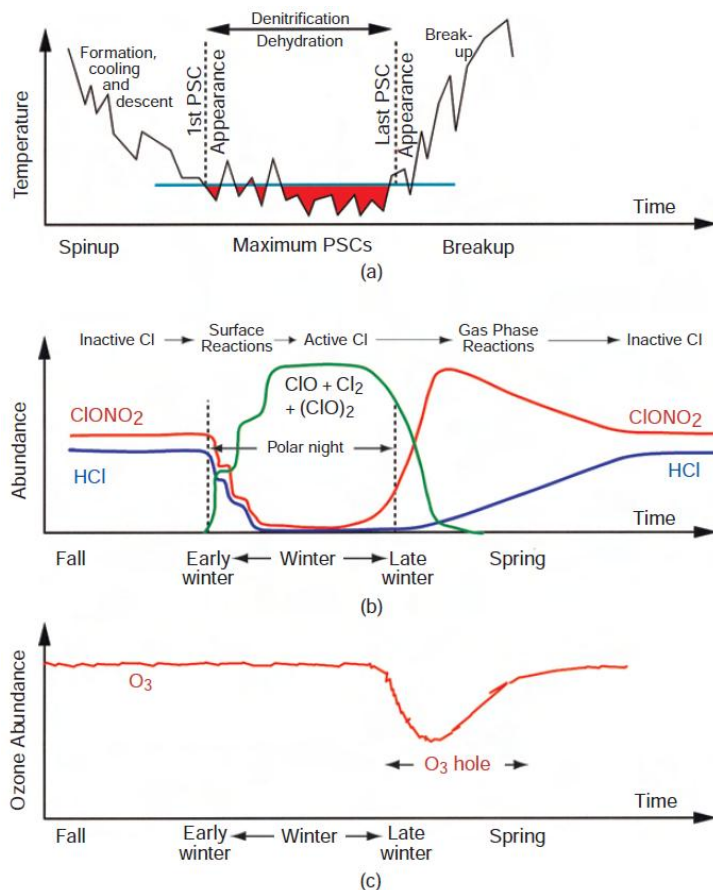 Denitrification
Dehydration
Formation,
cooling
and
descent
1st PSC
Appearance
Last PSC
Appearance
Break-
up
Temperature
Time
Spinup
Maximum PSCs
Breakup
(a)
Inactive Cl
Surface
Reactions
Active Cl
Gas Phase
Reactions
Inactive Cl
ClO + Cl2
+ (ClO)2
ClONO2
ClONO2
Polar night
HCl
HCl
Abundance
Time
Fall
Early
winter
Winter
Late
winter
Spring
(b)
O3
Ozone Abundance
O3 hole
Time
Fall
Early
winter
Winter
Late
winter
Spring
(c)